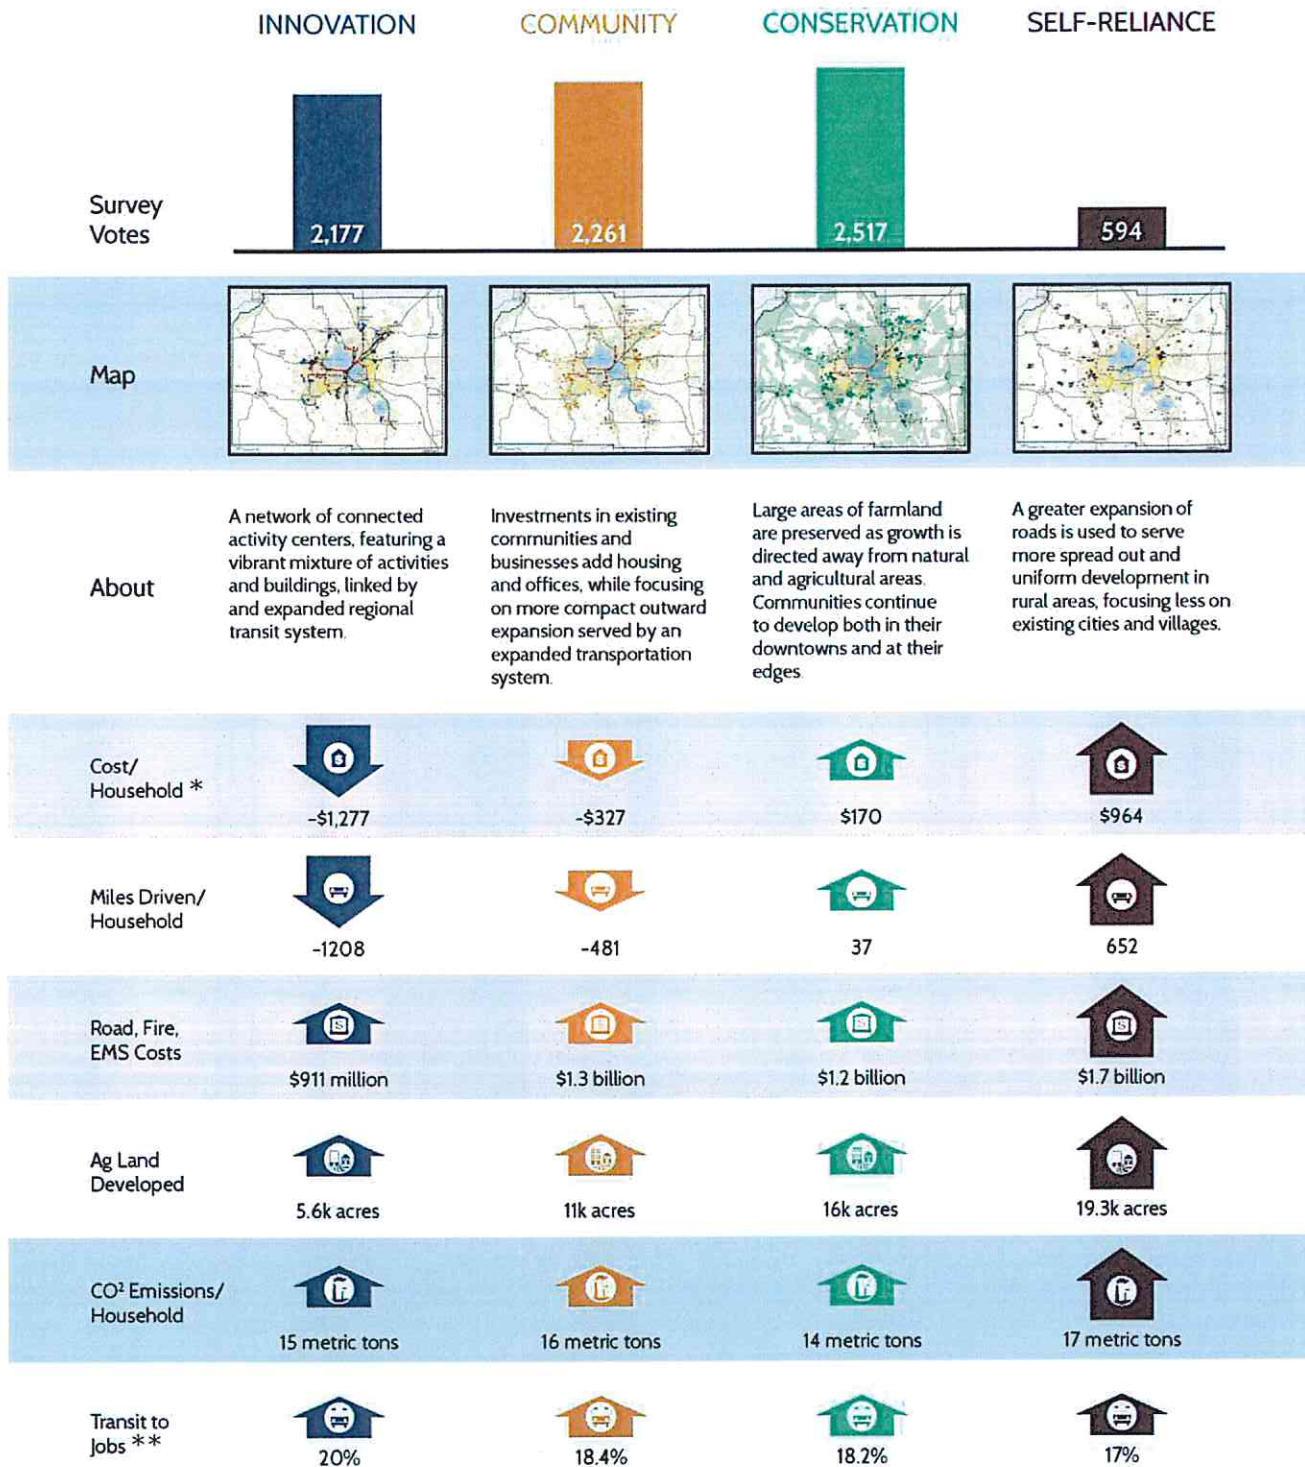 INNOVATION COMMUNITY CONSERVATION SELF-RELIANCE
Survey
Votes
2,177 2,261 2,517 594
Map
About
A network of connected
activity centers, featuring a
vibrant mixture of activities
and buildings, linked by
and expanded regional
transit system.
Investments in existing
communities and
businesses add housing
and offices, while focusing
on more compact outward
expansion served by an
expanded transportation
system.
Large areas of farmland
are preserved as growth is
directed away from natural
and agricultural areas.
Communities continue
to develop both in their
downtowns and at their
edges.
A greater expansion of
roads is used to serve
more spread out and
uniform development in
rural areas, focusing less on
existing cities and villages.
Cost/
Household *
-$1,277 -$327 $170 $964
Miles Driven/
Household
-1208 -481 37 652
Road, Fire,
EMS Costs
$911 million $1.3 billion $1.2 billion $1.7 billion
Ag Land
Developed
5.6k acres 11k acres 16k acres 19.3k acres
CO² Emissions/
Household
15 metric tons 16 metric tons 14 metric tons 17 metric tons
Transit to
Jobs **
20% 18.4% 18.2% 17%